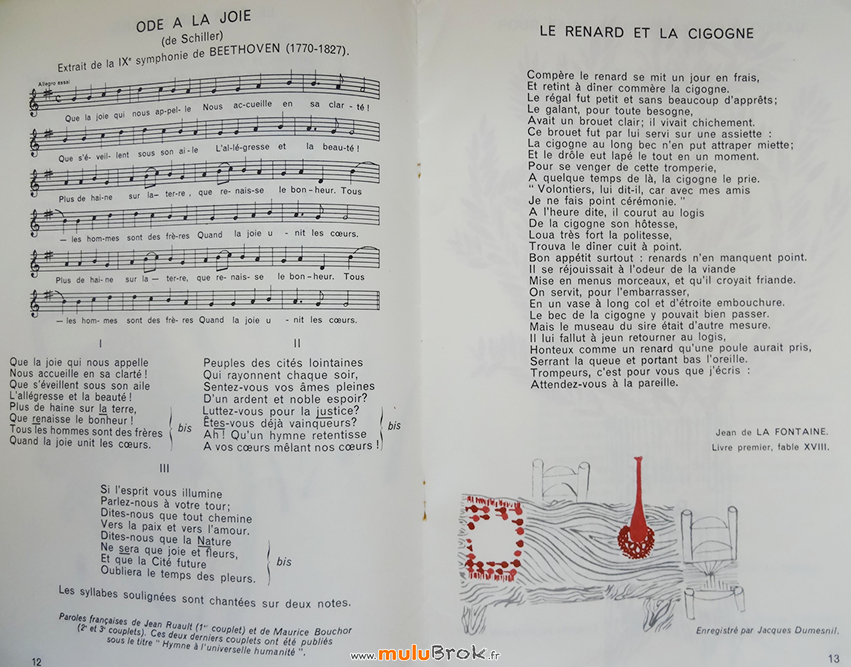 ODE A LA JOIE
(de Schiller)
Extrait de la IXe symphonie de BEETHOVEN (1770-1827).
Allegro assai
Que la joie qui nous ap-pel-le Nous ac-cueille en sa clar-té !
Que s'é-veil-lent sous son ai-le L'al-lé-gresse et la beau-té !
Plus de hai-ne sur la-ter-re, que re-nais-se le bon-heur. Tous
— les hom-mes sont des frè-res Quand la joie u-nit les cœurs.
Plus de hai-ne sur la-ter-re, que re-nais-se le bon-heur. Tous
— les hom-mes sont des frè-res Quand la joie u-nit les cœurs.
I
Que la joie qui nous appelle
Nous accueille en sa clarté !
Que s'éveillent sous son aile
L'allégresse et la beauté !
Plus de haine sur la terre,
Que renaisse le bonheur !
Tous les hommes sont des frères
Quand la joie unit les cœurs.
bis
II
Peuples des cités lointaines
Qui rayonnent chaque soir,
Sentez-vous vos âmes pleines
D'un ardent et noble espoir?
Luttez-vous pour la justice?
Êtes-vous déjà vainqueurs?
Ah ! Qu'un hymne retentisse
A vos cœurs mêlant nos cœurs !
bis
III
Si l'esprit vous illumine
Parlez-nous à votre tour;
Dites-nous que tout chemine
Vers la paix et vers l'amour.
Dites-nous que la Nature
Ne sera que joie et fleurs,
Et que la Cité future
Oubliera le temps des pleurs.
bis
Les syllabes soulignées sont chantées sur deux notes.
Paroles françaises de Jean Ruault (1er couplet) et de Maurice Bouchor
(2e et 3e couplets). Ces deux derniers couplets ont été publiés
sous le titre " Hymne à l'universelle humanité ".
12
LE RENARD ET LA CIGOGNE
Compère le renard se mit un jour en frais,
Et retint à dîner commère la cigogne.
Le régal fut petit et sans beaucoup d'apprêts;
Le galant, pour toute besogne,
Avait un brouet clair; il vivait chichement.
Ce brouet fut par lui servi sur une assiette :
La cigogne au long bec n'en put attraper miette;
Et le drôle eut lapé le tout en un moment.
Pour se venger de cette tromperie,
A quelque temps de là, la cigogne le prie.
" Volontiers, lui dit-il, car avec mes amis
Je ne fais point cérémonie. "
A l'heure dite, il courut au logis
De la cigogne son hôtesse,
Loua très fort la politesse,
Trouva le dîner cuit à point.
Bon appétit surtout : renards n'en manquent point.
Il se réjouissait à l'odeur de la viande
Mise en menus morceaux, et qu'il croyait friande.
On servit, pour l'embarrasser,
En un vase à long col et d'étroite embouchure.
Le bec de la cigogne y pouvait bien passer.
Mais le museau du sire était d'autre mesure.
Il lui fallut à jeun retourner au logis,
Honteux comme un renard qu'une poule aurait pris,
Serrant la queue et portant bas l'oreille.
Trompeurs, c'est pour vous que j'écris :
Attendez-vous à la pareille.
Jean de LA FONTAINE.
Livre premier, fable XVIII.
Enregistré par Jacques Dumesnil.
13
www.muluBrok.fr